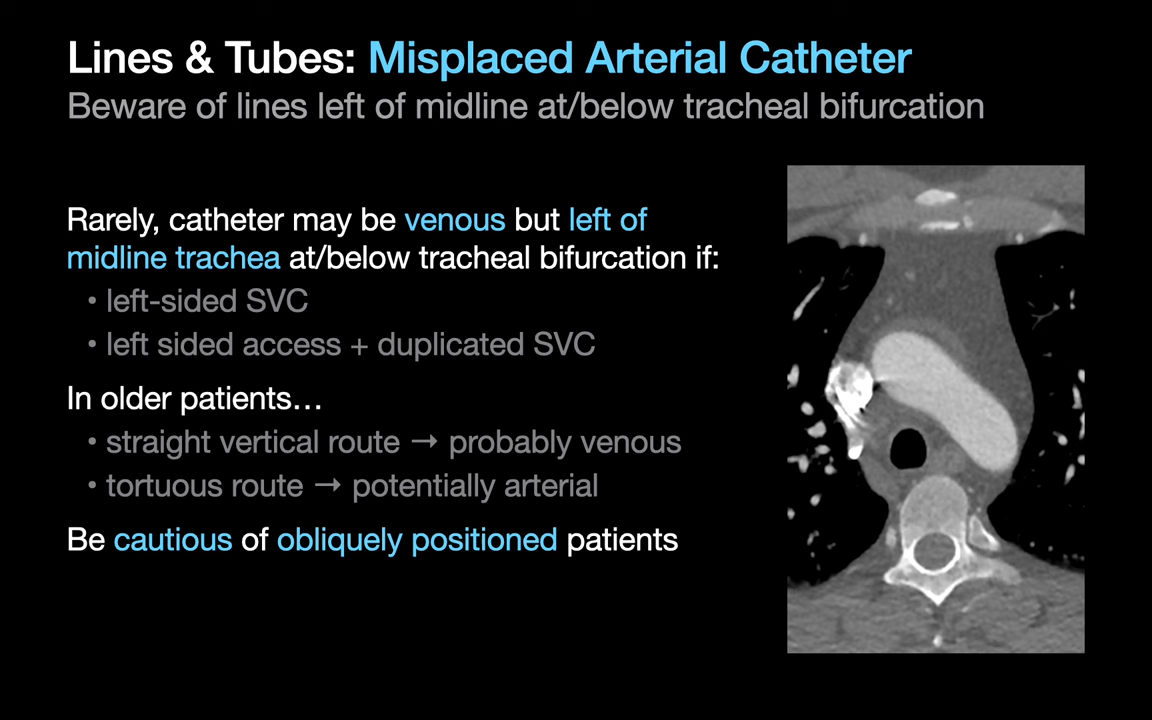 Lines & Tubes: Misplaced Arterial Catheter
Beware of lines left of midline at/below tracheal bifurcation
Rarely, catheter may be venous but left of
midline trachea at/below tracheal bifurcation if:
• left-sided SVC
• left sided access + duplicated SVC
In older patients…
• straight vertical route → probably venous
• tortuous route → potentially arterial
Be cautious of obliquely positioned patients